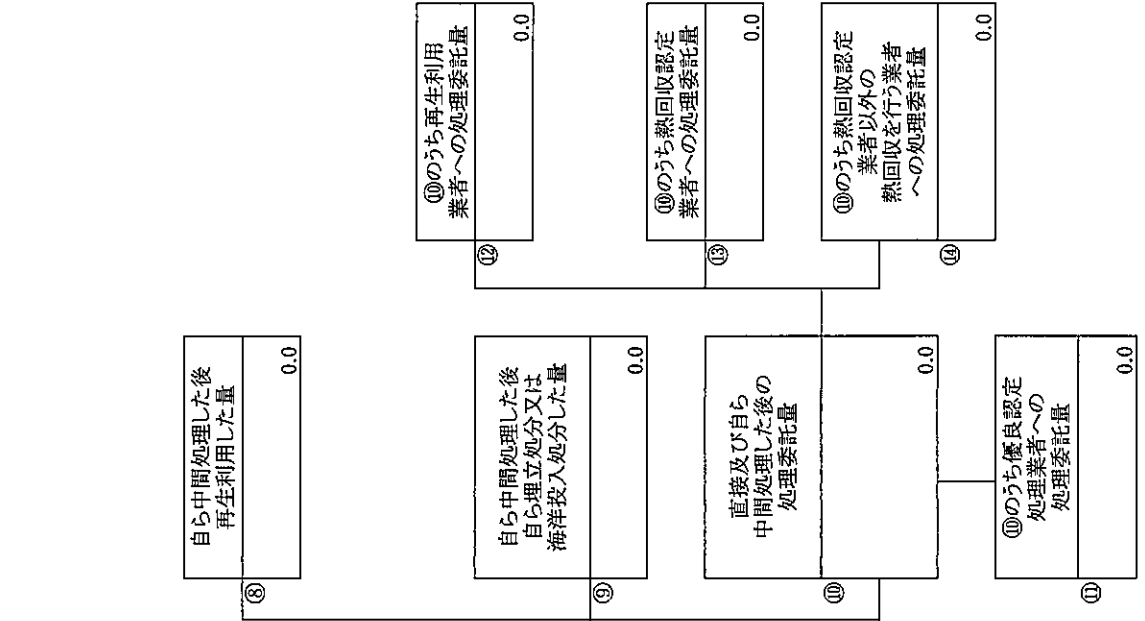 ⑧
自ら中間処理した後
再生利用した量
0.0
⑨
自ら中間処理した後
自ら埋立処分又は
海洋投入処分した量
0.0
⑩
直接及び自ら
中間処理した後の
処理委託量
0.0
⑪
⑩のうち優良認定
処理業者への
処理委託量
0.0
⑫
⑩のうち再生利用
業者への処理委託量
0.0
⑬
⑩のうち熱回収認定
業者への処理委託量
0.0
⑭
⑩のうち熱回収認定
業者以外の
熱回収を行う業者
への処理委託量
0.0